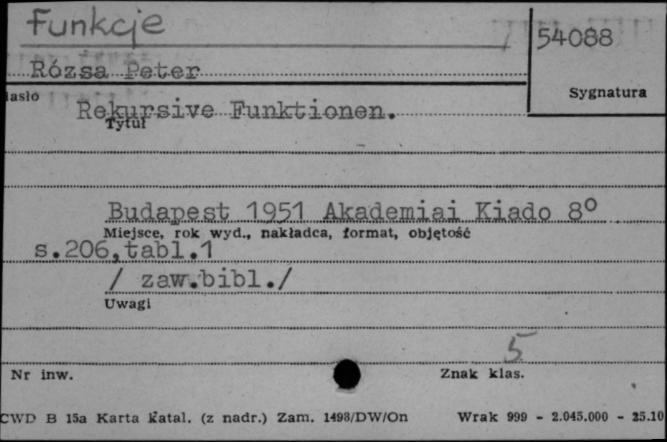 Funkcje
54088
Rózsa Peter
Sygnatura
Rekursive Funktionen.
Tytuł
Budapest 1951 Akademiai Kiado 8º
Miejsce, rok wyd., nakładca, format, objętość
s.206,tabl.1
/ zaw.bibl./
Uwagi
5
Nr inw.
Znak klas.
CWD B 15a Karta katal. (z nadr.) Zam. 1498/DW/On Wrak 999 - 2.045.000 - 25.10